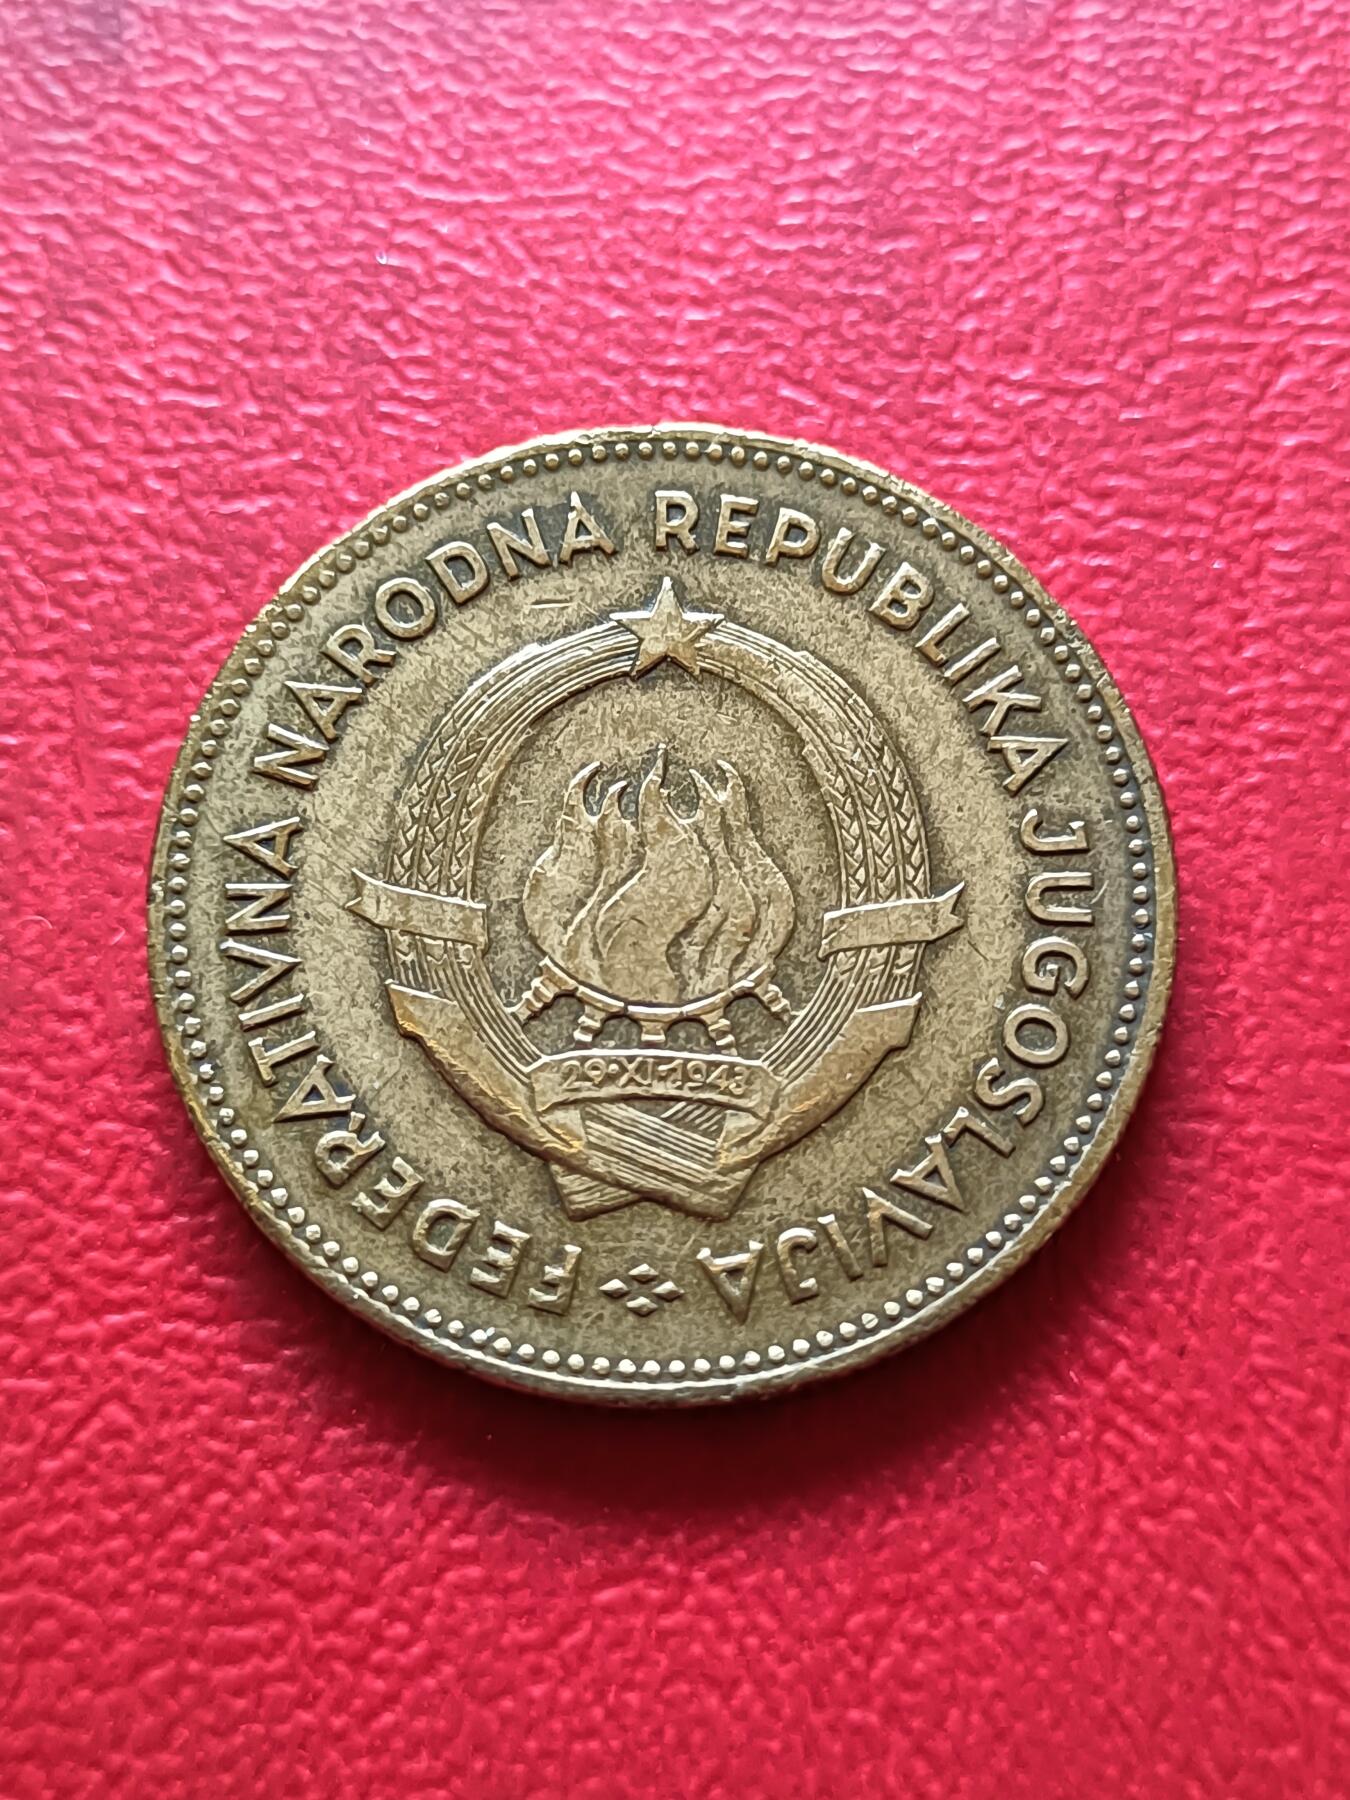 FEDERATIVNA NARODNA REPUBLIKA JUGOSLAVIJA
29·XI·1943